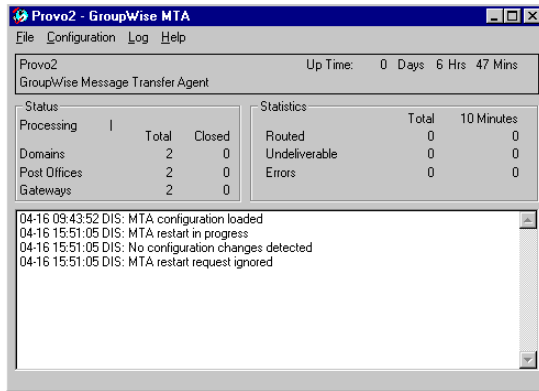 Provo2 - GroupWise MTA
File Configuration Log Help
Provo2 Up Time: 0 Days 6 Hrs 47 Mins
GroupWise Message Transfer Agent
Status Statistics
Processing | Total Closed Total 10 Minutes
Domains 2 0 Routed 0 0
Post Offices 2 0 Undeliverable 0 0
Gateways 2 0 Errors 0 0
04-16 09:43:52 DIS: MTA configuration loaded
04-16 15:51:05 DIS: MTA restart in progress
04-16 15:51:05 DIS: No configuration changes detected
04-16 15:51:05 DIS: MTA restart request ignored